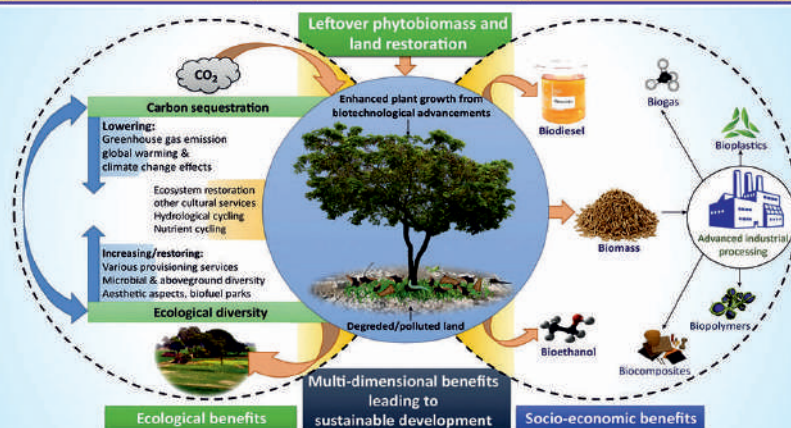 Leftover phytobiomass and
land restoration
CO2
Carbon sequestration
Lowering:
Greenhouse gas emission
global warming &
climate change effects
Ecosystem restoration
other cultural services
Hydrological cycling
Nutrient cycling
Increasing/restoring:
Various provisioning services
Microbial & aboveground diversity
Aesthetic aspects, biofuel parks
Ecological diversity
Enhanced plant growth from
biotechnological advancements
Degreded/polluted land
Biodiesel
Biomass
Bioethanol
Biogas
Bioplastics
Advanced industrial
processing
Biopolymers
Biocomposites
Ecological benefits
Multi-dimensional benefits
leading to
sustainable development
Socio-economic benefits